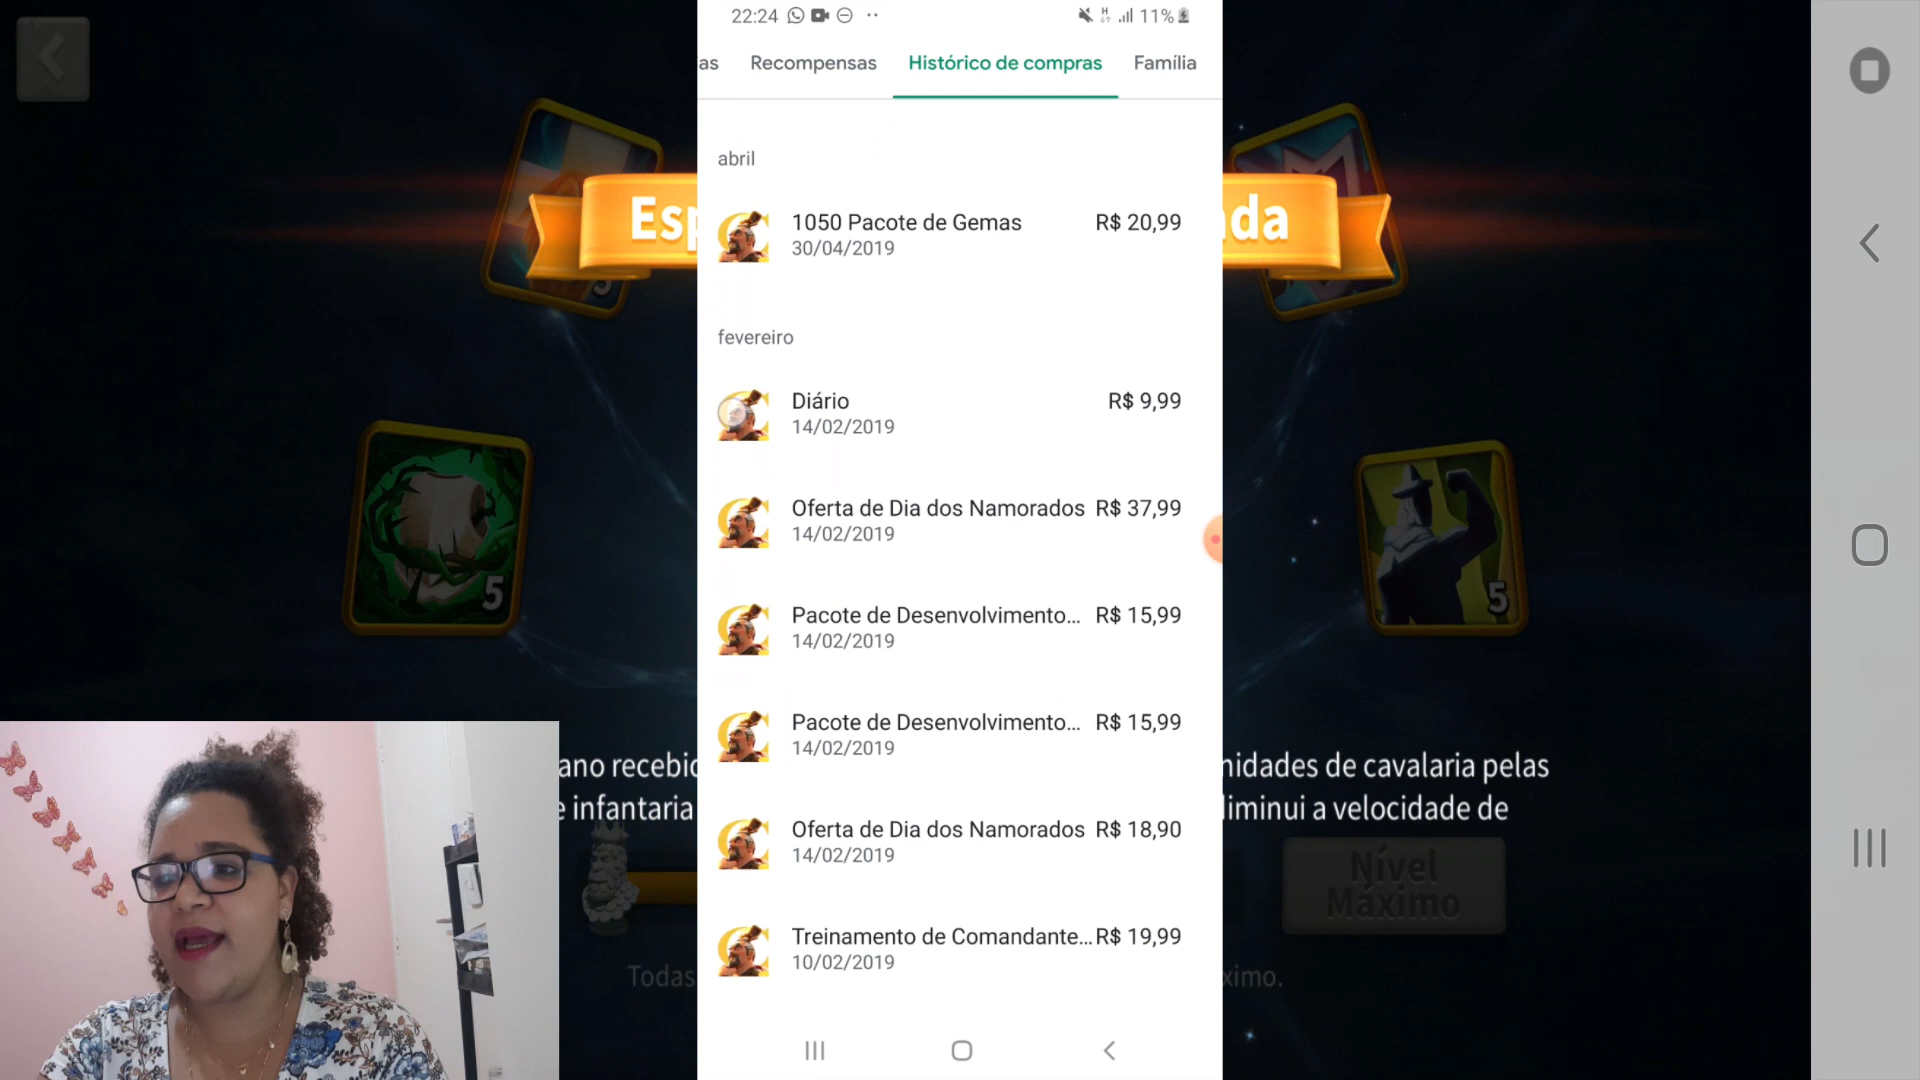 22:24
11%
as Recompensas Histórico de compras Família
abril
1050 Pacote de Gemas R$ 20,99
30/04/2019
fevereiro
Diário R$ 9,99
14/02/2019
Oferta de Dia dos Namorados R$ 37,99
14/02/2019
Pacote de Desenvolvimento... R$ 15,99
14/02/2019
Pacote de Desenvolvimento... R$ 15,99
14/02/2019
Oferta de Dia dos Namorados R$ 18,90
14/02/2019
Treinamento de Comandante... R$ 19,99
10/02/2019
Esp
da
5
5
5
ano recebid
nidades de cavalaria pelas
e infantaria
diminui a velocidade de
Nível
Máximo
Todas
ximo.